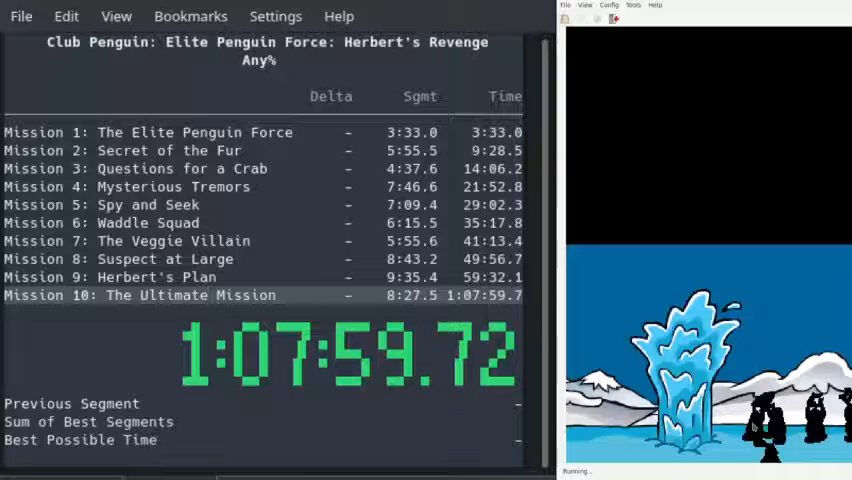 File Edit View Bookmarks Settings Help
File View Config Tools Help
Club Penguin: Elite Penguin Force: Herbert's Revenge
Any%
Delta Sgmt Time
Mission 1: The Elite Penguin Force – 3:33.0 3:33.0
Mission 2: Secret of the Fur – 5:55.5 9:28.5
Mission 3: Questions for a Crab – 4:37.6 14:06.2
Mission 4: Mysterious Tremors – 7:46.6 21:52.8
Mission 5: Spy and Seek – 7:09.4 29:02.3
Mission 6: Waddle Squad – 6:15.5 35:17.8
Mission 7: The Veggie Villain – 5:55.6 41:13.4
Mission 8: Suspect at Large – 8:43.2 49:56.7
Mission 9: Herbert's Plan – 9:35.4 59:32.1
Mission 10: The Ultimate Mission – 8:27.5 1:07:59.7
1:07:59.72
Previous Segment –
Sum of Best Segments
Best Possible Time –
Running...